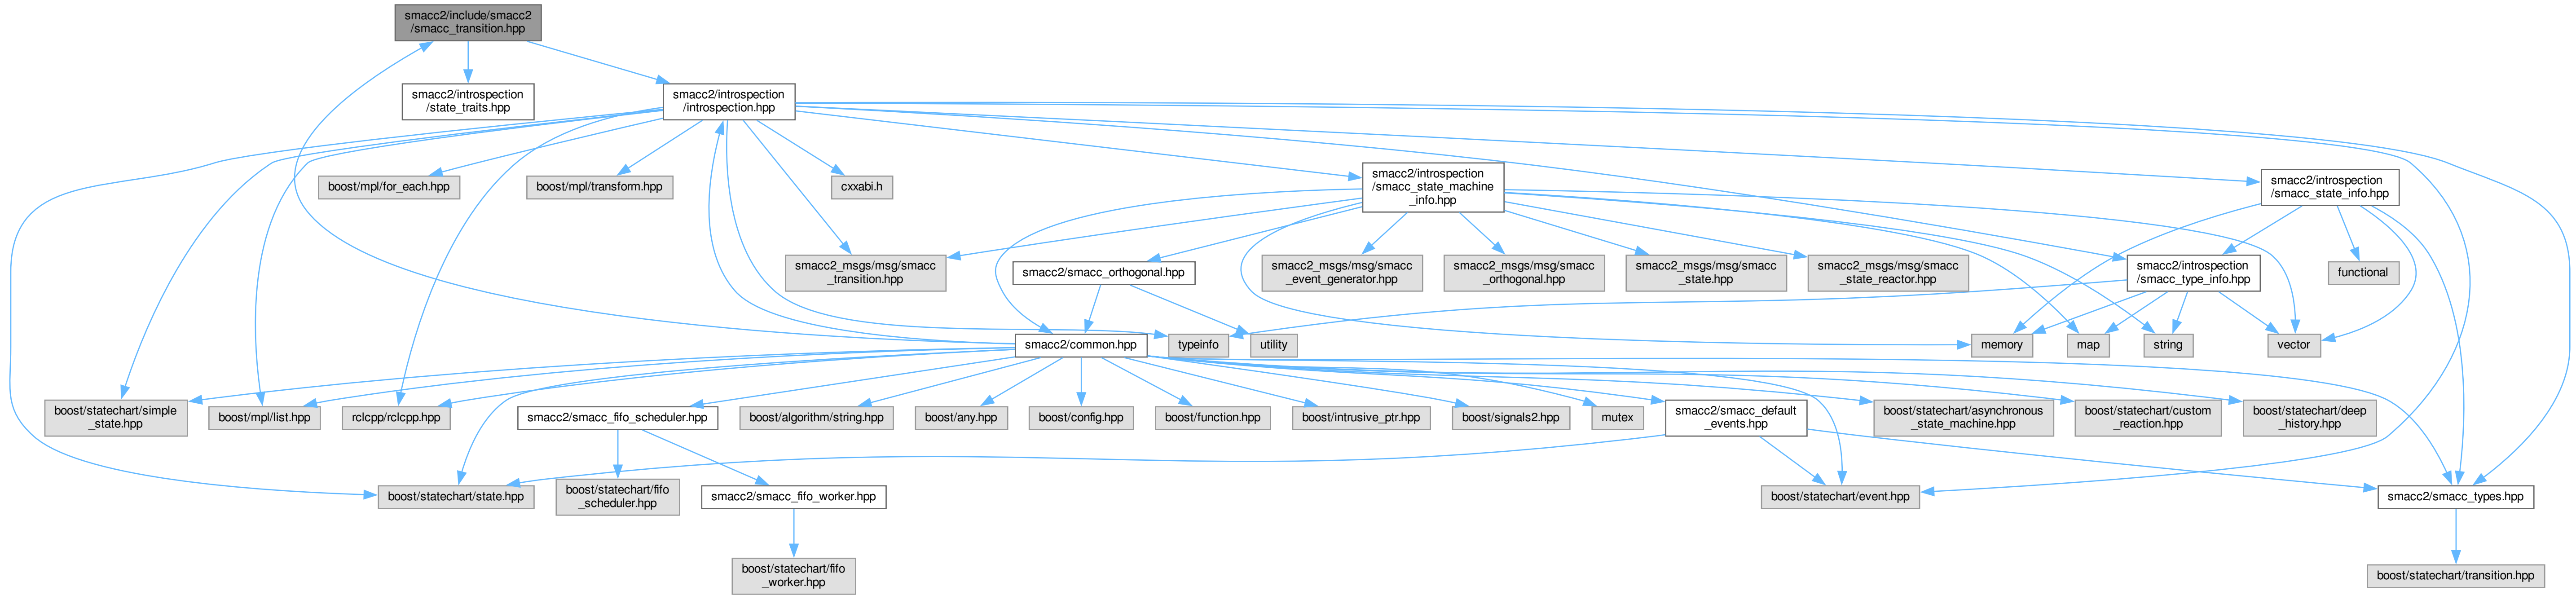 smacc2/include/smacc2
/smacc_transition.hpp
smacc2/introspection
/state_traits.hpp
smacc2/introspection
/introspection.hpp
boost/mpl/for_each.hpp
boost/mpl/transform.hpp
cxxabi.h
smacc2/introspection
/smacc_state_machine
_info.hpp
smacc2/introspection
/smacc_state_info.hpp
smacc2_msgs/msg/smacc
_transition.hpp
smacc2/smacc_orthogonal.hpp
smacc2_msgs/msg/smacc
_event_generator.hpp
smacc2_msgs/msg/smacc
_orthogonal.hpp
smacc2_msgs/msg/smacc
_state.hpp
smacc2_msgs/msg/smacc
_state_reactor.hpp
smacc2/introspection
/smacc_type_info.hpp
functional
smacc2/common.hpp
typeinfo
utility
memory
map
string
vector
boost/statechart/simple
_state.hpp
boost/mpl/list.hpp
rclcpp/rclcpp.hpp
smacc2/smacc_fifo_scheduler.hpp
boost/algorithm/string.hpp
boost/any.hpp
boost/config.hpp
boost/function.hpp
boost/intrusive_ptr.hpp
boost/signals2.hpp
mutex
smacc2/smacc_default
_events.hpp
boost/statechart/asynchronous
_state_machine.hpp
boost/statechart/custom
_reaction.hpp
boost/statechart/deep
_history.hpp
boost/statechart/state.hpp
boost/statechart/fifo
_scheduler.hpp
smacc2/smacc_fifo_worker.hpp
boost/statechart/event.hpp
smacc2/smacc_types.hpp
boost/statechart/fifo
_worker.hpp
boost/statechart/transition.hpp